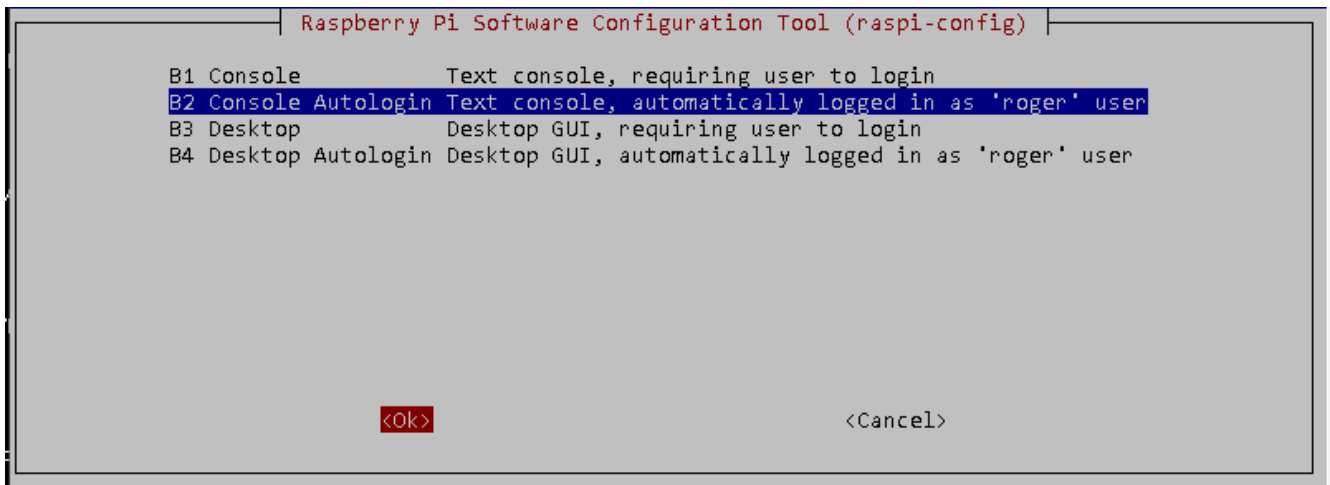 Raspberry Pi Software Configuration Tool (raspi-config)
B1 Console Text console, requiring user to login
B2 Console Autologin Text console, automatically logged in as 'roger' user
B3 Desktop Desktop GUI, requiring user to login
B4 Desktop Autologin Desktop GUI, automatically logged in as 'roger' user
<Ok> <Cancel>